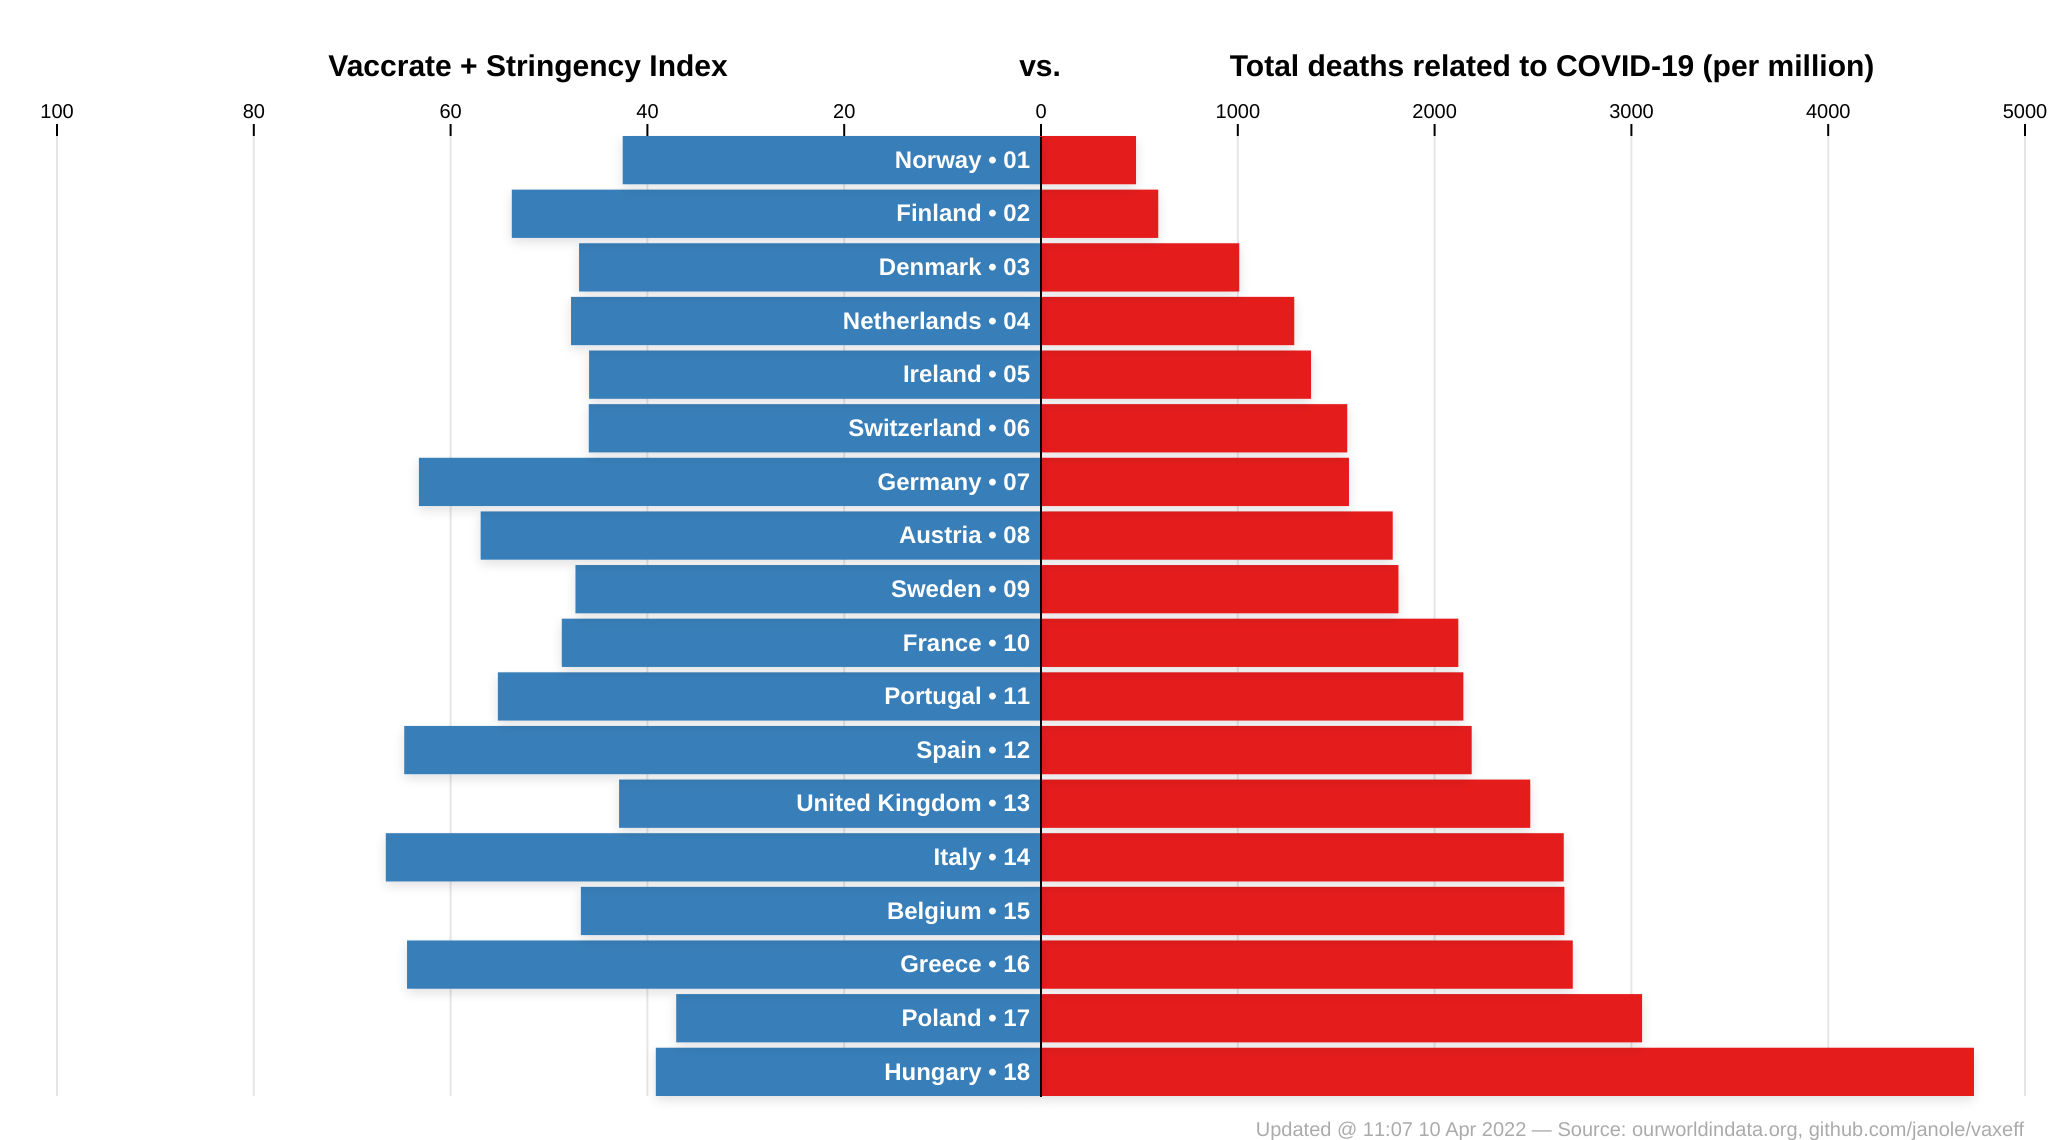 Vaccrate + Stringency Index vs. Total deaths related to COVID-19 (per million)
100 80 60 40 20 0 1000 2000 3000 4000 5000
Norway • 01
Finland • 02
Denmark • 03
Netherlands • 04
Ireland • 05
Switzerland • 06
Germany • 07
Austria • 08
Sweden • 09
France • 10
Portugal • 11
Spain • 12
United Kingdom • 13
Italy • 14
Belgium • 15
Greece • 16
Poland • 17
Hungary • 18
Updated @ 11:07 10 Apr 2022 — Source: ourworldindata.org, github.com/janole/vaxeff